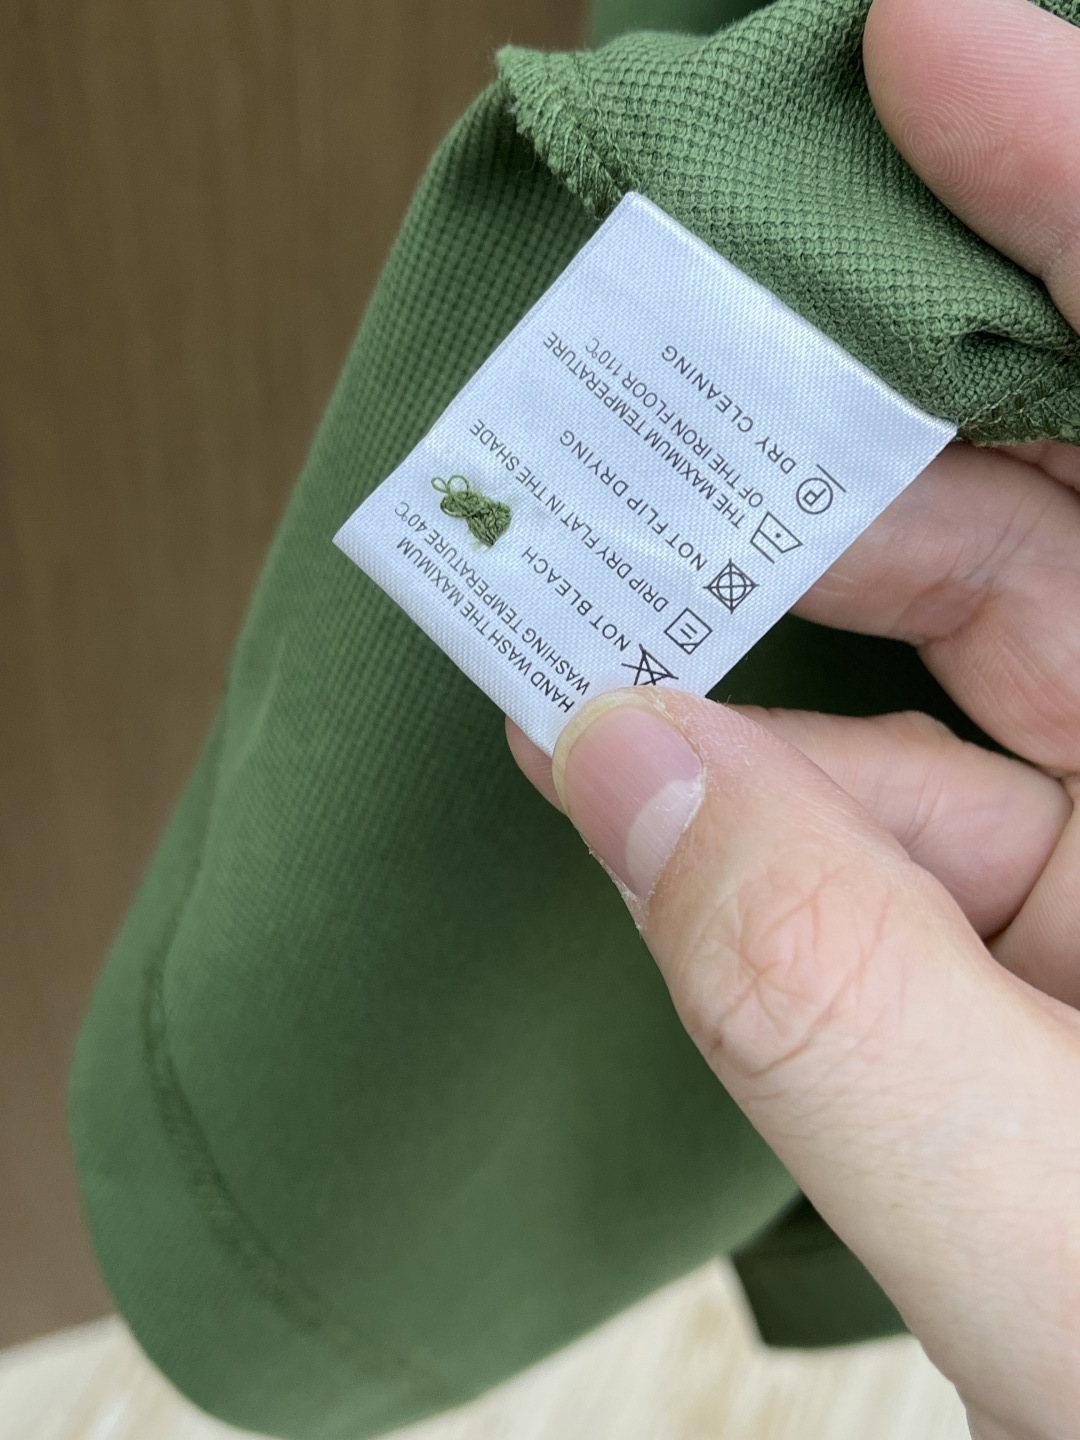 HAND WASH THE MAXIMUM
WASHING TEMPERATURE 40℃
NOT BLEACH
DRIP DRY FLAT IN THE SHADE
NOT FLIP DRYING
THE MAXIMUM TEMPERATURE
OF THE IRON FLOOR 110℃
P DRY CLEANING